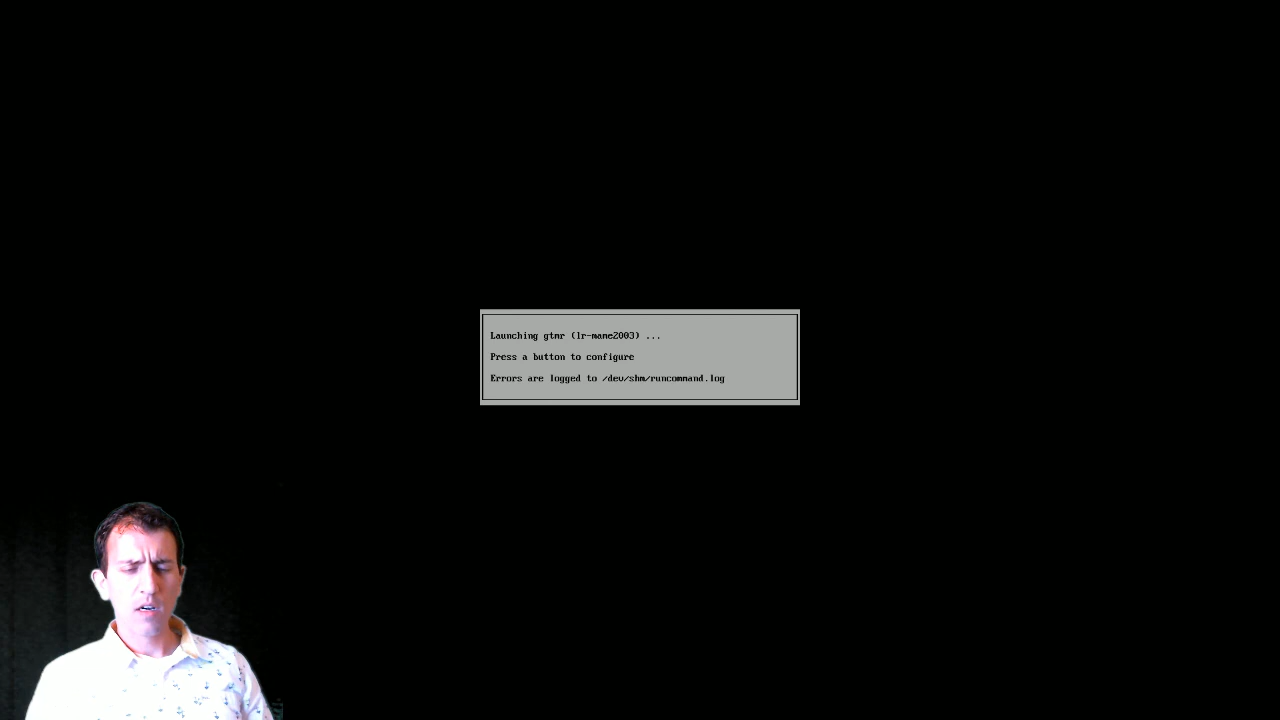 Launching gtmr (lr-mame2003) ...
Press a button to configure
Errors are logged to /dev/shm/runcommand.log